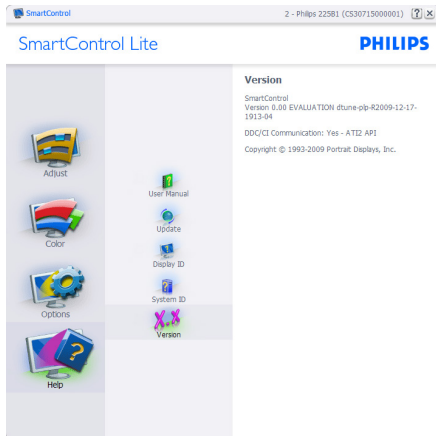 SmartControl
2 - Philips 225B1 (CS30715000001)
?
×
SmartControl Lite
PHILIPS
Adjust
Color
Options
Help
User Manual
Update
Display ID
System ID
X.X
Version
Version
SmartControl
Version 0.00 EVALUATION dtune-plp-R2009-12-17-
1913-04
DDC/CI Communication: Yes - ATI2 API
Copyright © 1993-2009 Portrait Displays, Inc.